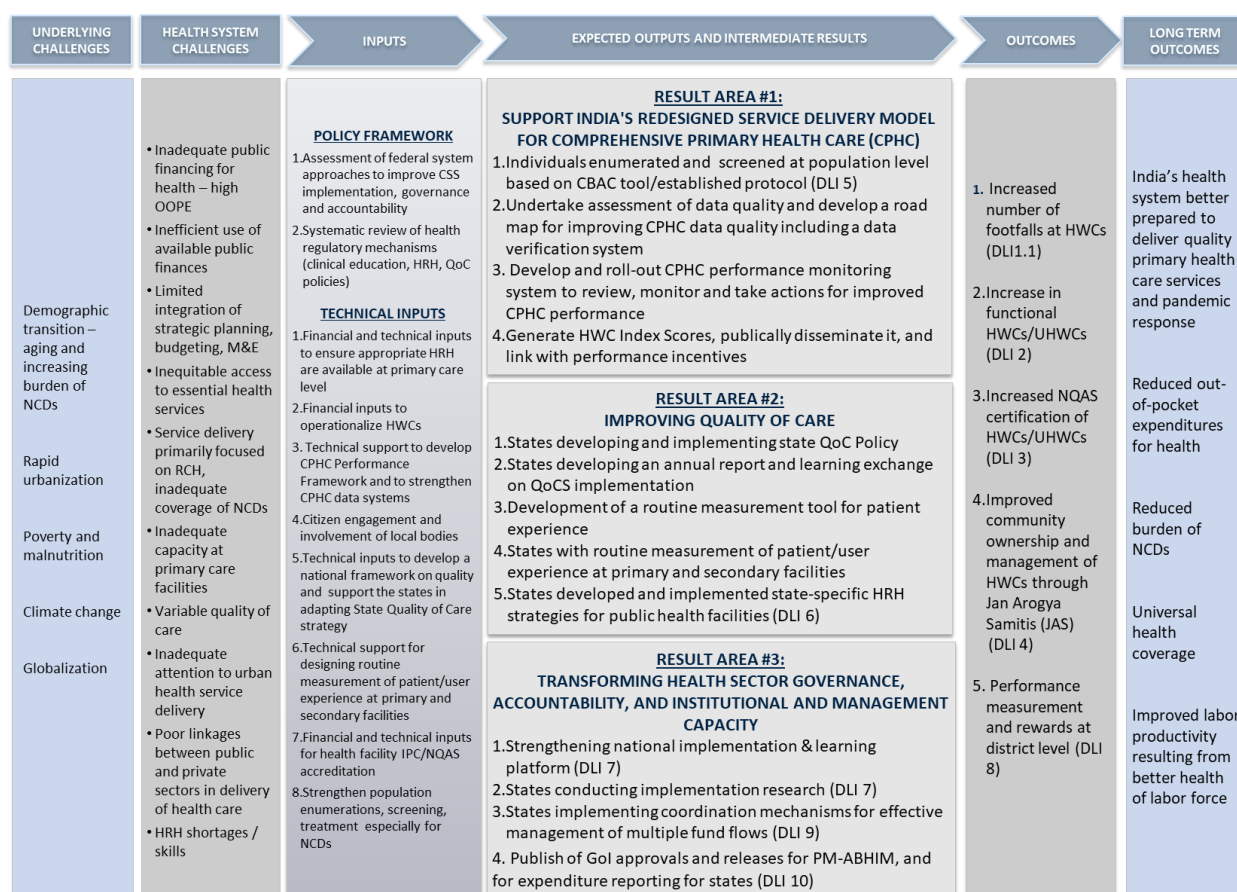 UNDERLYING
CHALLENGES
HEALTH SYSTEM
CHALLENGES
INPUTS
EXPECTED OUTPUTS AND INTERMEDIATE RESULTS
OUTCOMES
LONG TERM
OUTCOMES
Demographic
transition –
aging and
increasing
burden of
NCDs
Rapid
urbanization
Poverty and
malnutrition
Climate change
Globalization
• Inadequate public
financing for
health – high
OOPE
• Inefficient use of
available public
finances
• Limited
integration of
strategic planning,
budgeting, M&E
• Inequitable access
to essential health
services
• Service delivery
primarily focused
on RCH,
inadequate
coverage of NCDs
• Inadequate
capacity at
primary care
facilities
• Variable quality of
care
• Inadequate
attention to urban
health service
delivery
• Poor linkages
between public
and private
sectors in delivery
of health care
• HRH shortages /
skills
POLICY FRAMEWORK
1.Assessment of federal system
approaches to improve CSS
implementation, governance
and accountability
2.Systematic review of health
regulatory mechanisms
(clinical education, HRH, QoC
policies)
TECHNICAL INPUTS
1.Financial and technical inputs
to ensure appropriate HRH
are available at primary care
level
2.Financial inputs to
operationalize HWCs
3. Technical support to develop
CPHC Performance
Framework and to strengthen
CPHC data systems
4.Citizen engagement and
involvement of local bodies
5.Technical inputs to develop a
national framework on quality
and support the states in
adapting State Quality of Care
strategy
6.Technical support for
designing routine
measurement of patient/user
experience at primary and
secondary facilities
7.Financial and technical inputs
for health facility IPC/NQAS
accreditation
8.Strengthen population
enumerations, screening,
treatment especially for
NCDs
RESULT AREA #1:
SUPPORT INDIA'S REDESIGNED SERVICE DELIVERY MODEL
FOR COMPREHENSIVE PRIMARY HEALTH CARE (CPHC)
1.Individuals enumerated and screened at population level
based on CBAC tool/established protocol (DLI 5)
2.Undertake assessment of data quality and develop a road
map for improving CPHC data quality including a data
verification system
3. Develop and roll-out CPHC performance monitoring
system to review, monitor and take actions for improved
CPHC performance
4.Generate HWC Index Scores, publically disseminate it, and
link with performance incentives
RESULT AREA #2:
IMPROVING QUALITY OF CARE
1.States developing and implementing state QoC Policy
2.States developing an annual report and learning exchange
on QoCS implementation
3.Development of a routine measurement tool for patient
experience
4.States with routine measurement of patient/user
experience at primary and secondary facilities
5.States developed and implemented state-specific HRH
strategies for public health facilities (DLI 6)
RESULT AREA #3:
TRANSFORMING HEALTH SECTOR GOVERNANCE,
ACCOUNTABILITY, AND INSTITUTIONAL AND MANAGEMENT
CAPACITY
1.Strengthening national implementation & learning
platform (DLI 7)
2.States conducting implementation research (DLI 7)
3.States implementing coordination mechanisms for effective
management of multiple fund flows (DLI 9)
4. Publish of GoI approvals and releases for PM-ABHIM, and
for expenditure reporting for states (DLI 10)
1. Increased
number of
footfalls at HWCs
(DLI1.1)
2.Increase in
functional
HWCs/UHWCs
(DLI 2)
3.Increased NQAS
certification of
HWCs/UHWCs
(DLI 3)
4.Improved
community
ownership and
management of
HWCs through
Jan Arogya
Samitis (JAS)
(DLI 4)
5. Performance
measurement
and rewards at
district level (DLI
8)
India's health
system better
prepared to
deliver quality
primary health
care services
and pandemic
response
Reduced out-
of-pocket
expenditures
for health
Reduced
burden of
NCDs
Universal
health
coverage
Improved labor
productivity
resulting from
better health
of labor force